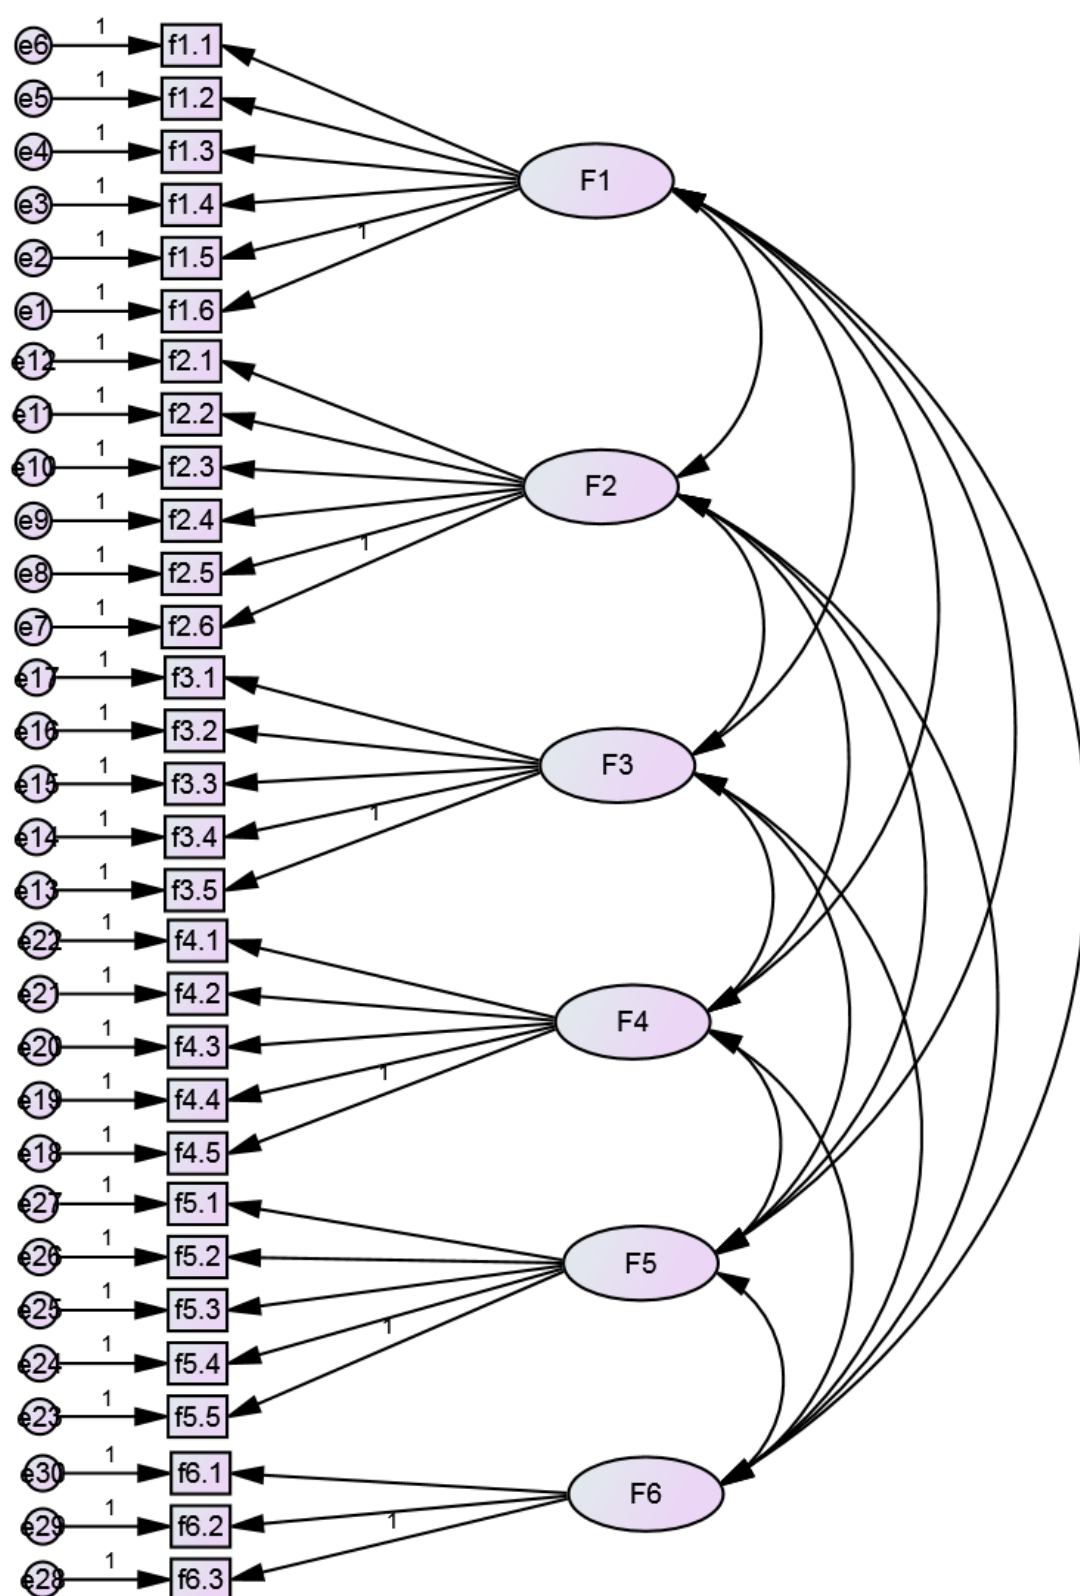 1
e6 f1.1
1
e5 f1.2
1
e4 f1.3
F1
1
e3 f1.4
1
1
e2 f1.5
1
e1 f1.6
1
e12 f2.1
1
e11 f2.2
1
e10 f2.3
F2
1
e9 f2.4
1
1
e8 f2.5
1
e7 f2.6
1
e17 f3.1
1
e16 f3.2
F3
1
e15 f3.3
1
1
e14 f3.4
1
e13 f3.5
1
e22 f4.1
1
e21 f4.2
F4
1
e20 f4.3
1
1
e19 f4.4
1
e18 f4.5
1
e27 f5.1
1
e26 f5.2
F5
1
e25 f5.3
1
1
e24 f5.4
1
e23 f5.5
1
e30 f6.1
F6
1
1
e29 f6.2
1
e28 f6.3